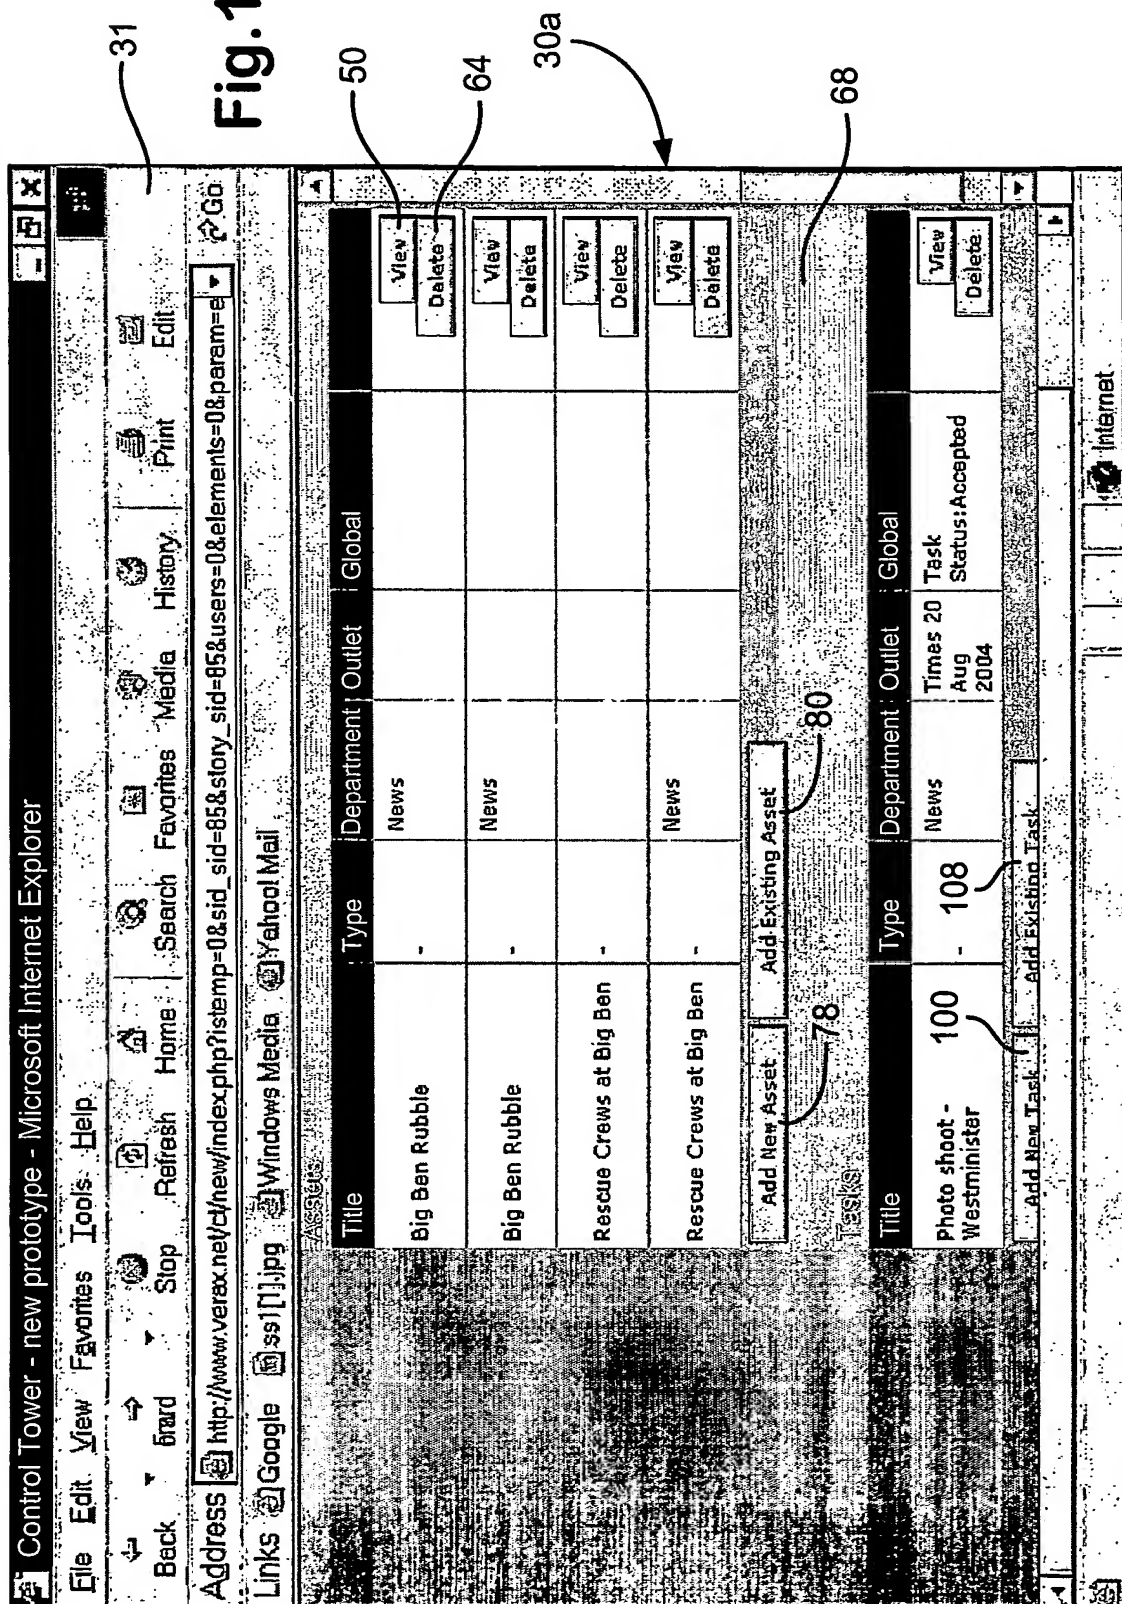 Control Tower - new prototype - Microsoft Internet Explorer
File Edit View Favorites Tools Help
Back Stop Refresh Home Search Favorites Media History Print Edit
31
Address http://www.verax.net/ct/new/index.php?istemp=0&sid_sid=85&story_sid=85&users=0&elements=0&param=e Go
Links Google ss1[1].jpg Windows Media Yahoo! Mail
Fig.1
Assets
Title Type Department Outlet Global
Big Ben Rubble - News View Delete
50
64
Big Ben Rubble - News View Delete
Rescue Crews at Big Ben - View Delete
30a
Rescue Crews at Big Ben - News View Delete
Add New Asset Add Existing Asset
78 80 68
Tasks
Title Type Department Outlet Global
Photo shoot - Westminister - News Times 20 Aug 2004 Task Status:Accepted View Delete
100 108
Add New Task Add Existing Task
Internet